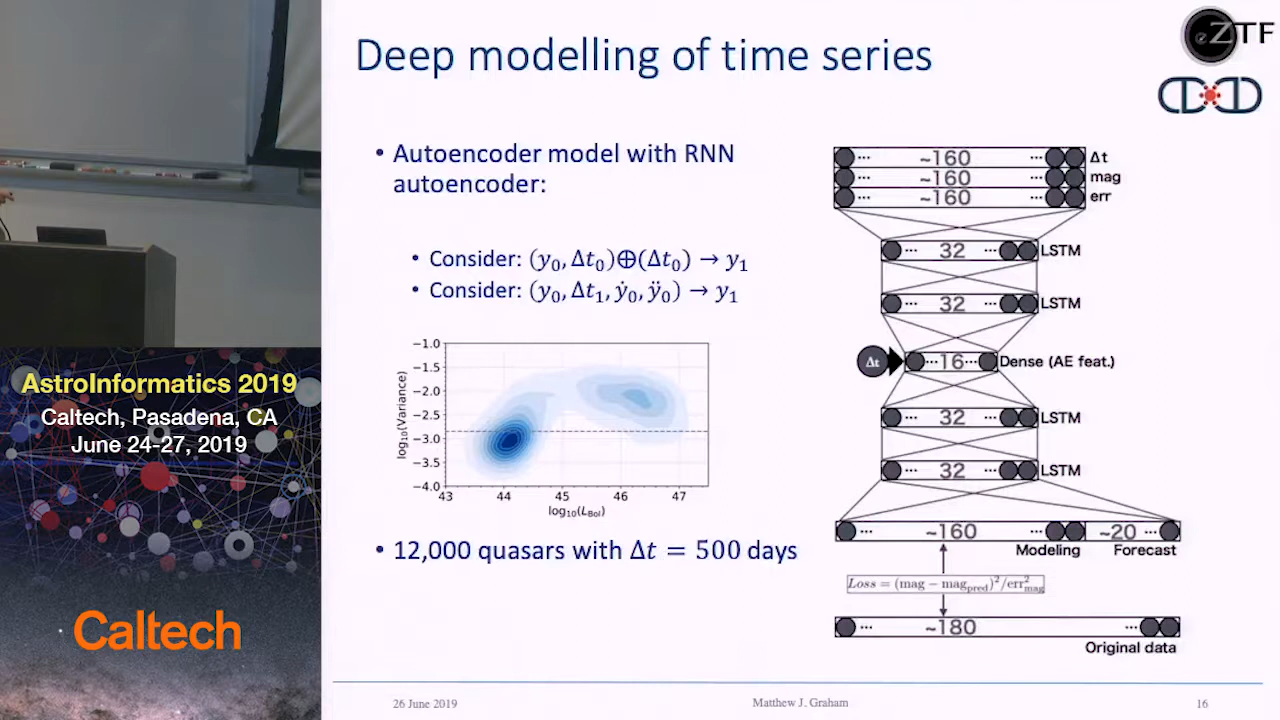 Deep modelling of time series
eZTF
• Autoencoder model with RNN
autoencoder:
• Consider: (y₀, Δt₀)⊕(Δt₀) → y₁
• Consider: (y₀, Δt₁, ẏ₀, ÿ₀) → y₁
log₁₀(Variance)
−1.0
−1.5
−2.0
−2.5
−3.0
−3.5
−4.0
43 44 45 46 47
log₁₀(L_Bol)
• 12,000 quasars with Δt = 500 days
··· ~160 ··· Δt
~160 mag
··· ~160 ··· err
··· 32 ··· LSTM
··· 32 ··· LSTM
Δt ···16··· Dense (AE feat.)
··· 32 ··· LSTM
··· 32 ··· LSTM
··· ~160 ··· ~20 ···
Modeling Forecast
Loss = (mag − mag_pred)²/err²_mag
··· ~180 ···
Original data
AstroInformatics 2019
Caltech, Pasadena, CA
June 24-27, 2019
Caltech
26 June 2019 Matthew J. Graham 16